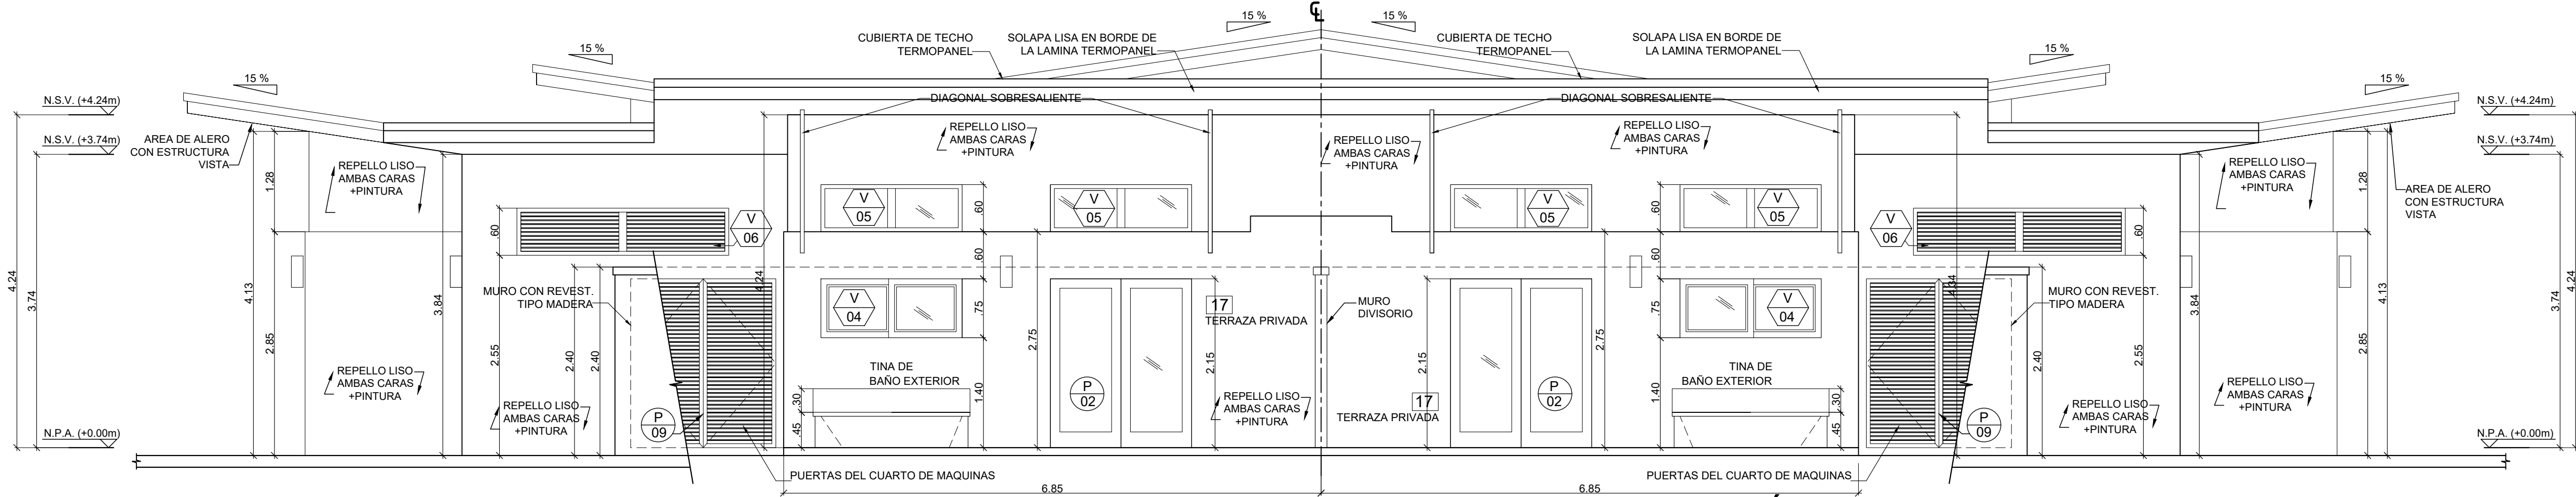 15 %
15 %
15 %
15 %
15 %
15 %
CUBIERTA DE TECHO
TERMOPANEL
SOLAPA LISA EN BORDE DE
LA LAMINA TERMOPANEL
CUBIERTA DE TECHO
TERMOPANEL
SOLAPA LISA EN BORDE DE
LA LAMINA TERMOPANEL
N.S.V. (+4.24m)
N.S.V. (+3.74m)
N.P.A. (+0.00m)
AREA DE ALERO
CON ESTRUCTURA
VISTA
DIAGONAL SOBRESALIENTE
DIAGONAL SOBRESALIENTE
N.S.V. (+4.24m)
N.S.V. (+3.74m)
N.P.A. (+0.00m)
AREA DE ALERO
CON ESTRUCTURA
VISTA
REPELLO LISO
AMBAS CARAS
+PINTURA
REPELLO LISO
AMBAS CARAS
+PINTURA
REPELLO LISO
AMBAS CARAS
+PINTURA
REPELLO LISO
AMBAS CARAS
+PINTURA
REPELLO LISO
AMBAS CARAS
+PINTURA
4.24
3.74
4.13
1.28
2.85
3.84
.60
2.55
2.40
2.40
4.24
V
06
V
05
V
05
V
05
V
05
V
06
.60
.60
.75
1.40
2.75
2.15
.30
.45
V
04
V
04
MURO CON REVEST.
TIPO MADERA
17
TERRAZA PRIVADA
MURO
DIVISORIO
17
TERRAZA PRIVADA
MURO CON REVEST.
TIPO MADERA
TINA DE
BAÑO EXTERIOR
TINA DE
BAÑO EXTERIOR
P
02
P
02
P
09
P
09
REPELLO LISO
AMBAS CARAS
+PINTURA
REPELLO LISO
AMBAS CARAS
+PINTURA
REPELLO LISO
AMBAS CARAS
+PINTURA
REPELLO LISO
AMBAS CARAS
+PINTURA
REPELLO LISO
AMBAS CARAS
+PINTURA
2.15
2.75
.60
.60
.75
1.40
.30
.45
4.34
2.40
.60
2.55
3.84
1.28
2.85
4.13
3.74
4.24
PUERTAS DEL CUARTO DE MAQUINAS
PUERTAS DEL CUARTO DE MAQUINAS
6.85
6.85